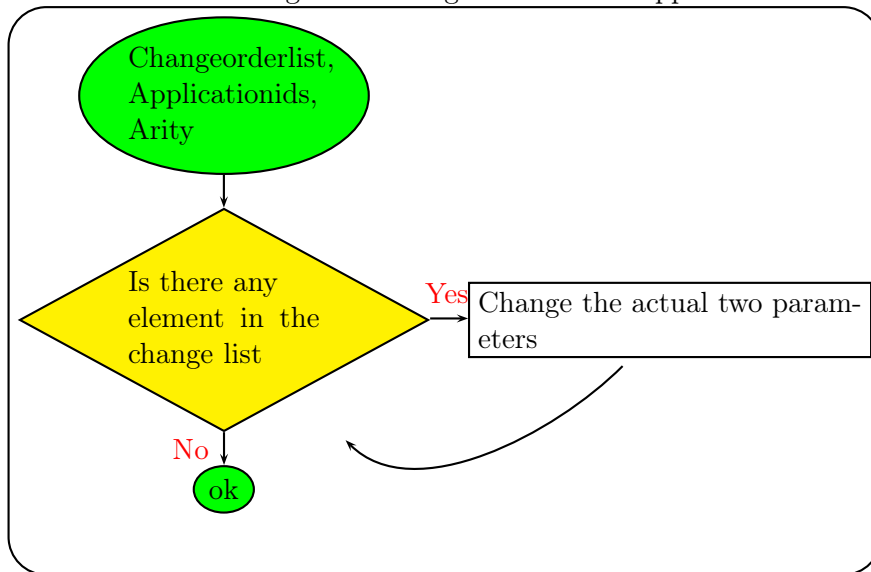 Changeorderlist,
Applicationids,
Arity
Is there any
element in the
change list
Yes
Change the actual two param-
eters
No
ok